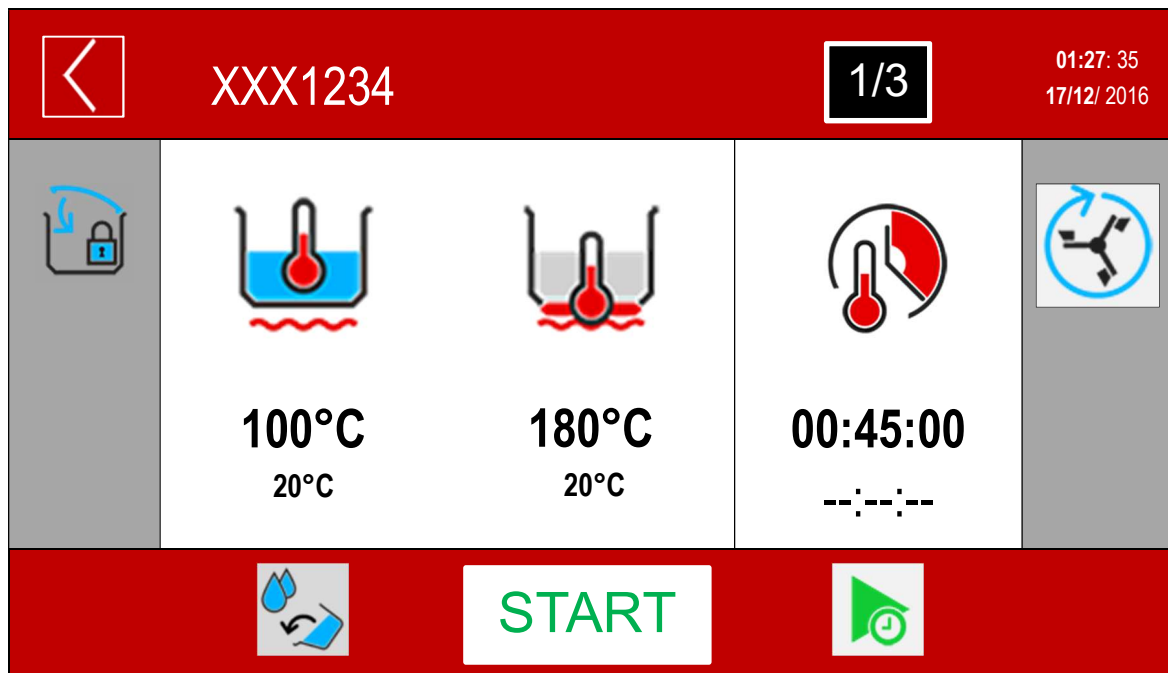 XXX1234
1/3
01:27: 35
17/12/ 2016
100°C
180°C
00:45:00
20°C
20°C
--:--:--
START